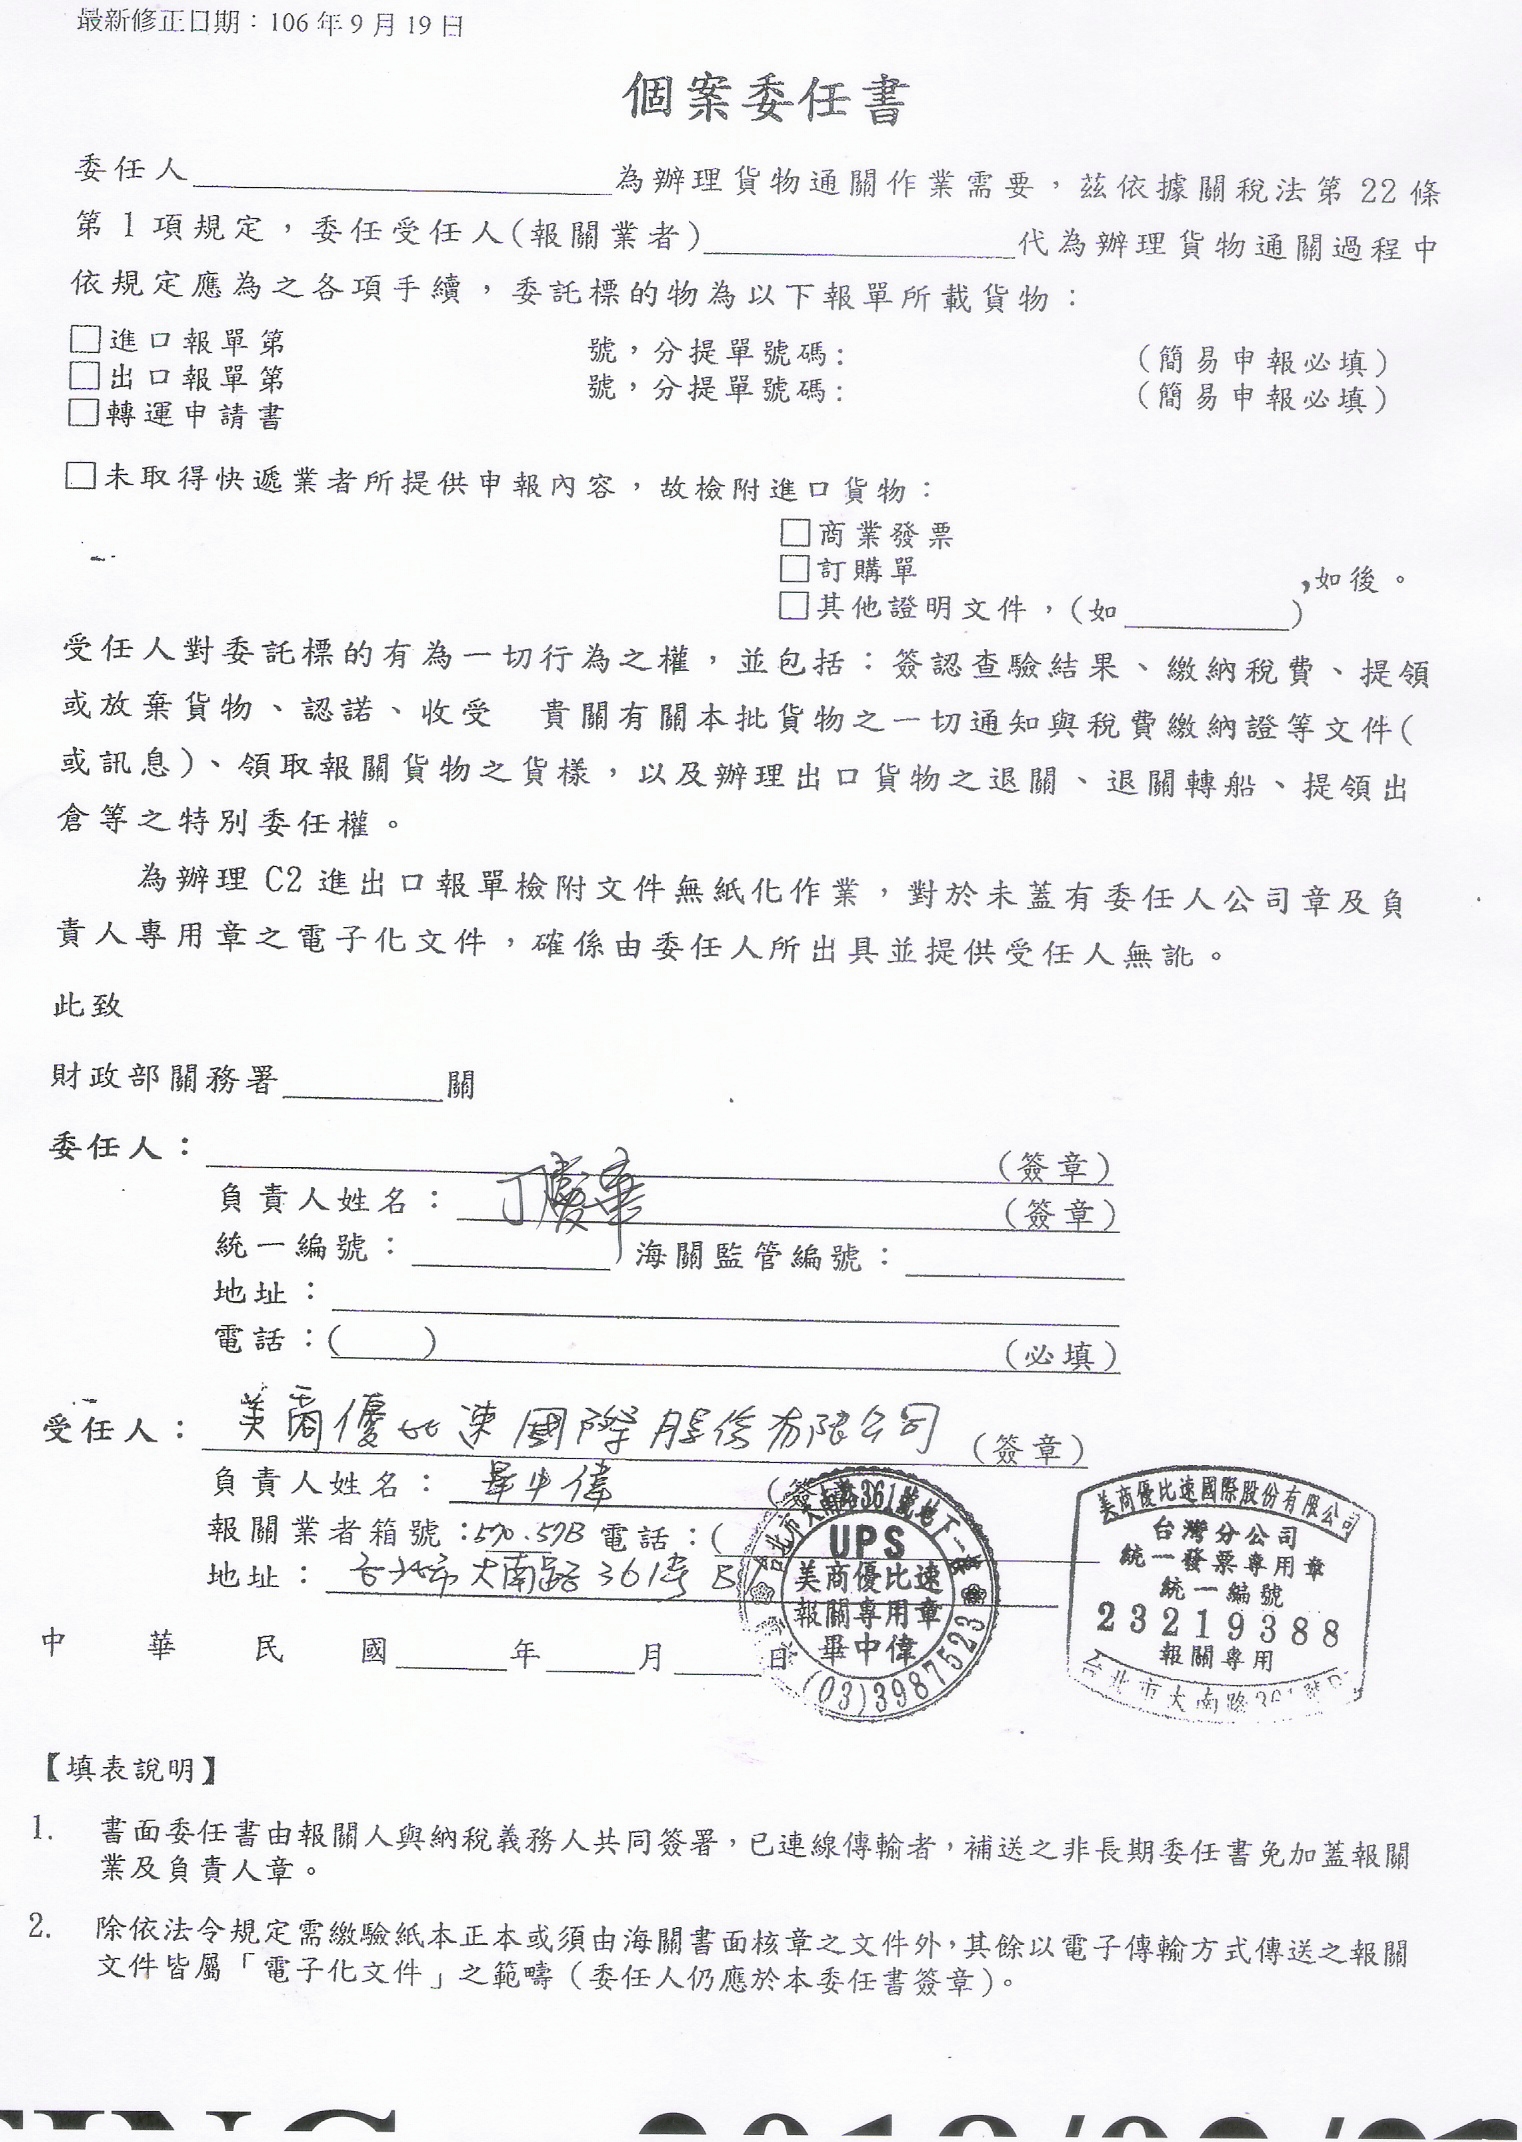 最新修正日期：106年9月19日
個案委任書
委任人＿＿＿＿＿＿＿＿＿＿為辦理貨物通關作業需要，茲依據關稅法第22條
第1項規定，委任受任人(報關業者)＿＿＿＿＿＿＿＿代為辦理貨物通關過程中
依規定應為之各項手續，委託標的物為以下報單所載貨物：
□進口報單第 號，分提單號碼： （簡易申報必填）
□出口報單第 號，分提單號碼： （簡易申報必填）
□轉運申請書
□未取得快遞業者所提供申報內容，故檢附進口貨物：
□商業發票
□訂購單 ，如後。
□其他證明文件，(如＿＿＿＿)
受任人對委託標的有為一切行為之權，並包括：簽認查驗結果、繳納稅費、提領
或放棄貨物、認諾、收受　貴關有關本批貨物之一切通知與稅費繳納證等文件(
或訊息)、領取報關貨物之貨樣，以及辦理出口貨物之退關、退關轉船、提領出
倉等之特別委任權。
為辦理C2進出口報單檢附文件無紙化作業，對於未蓋有委任人公司章及負
責人專用章之電子化文件，確係由委任人所出具並提供受任人無訛。
此致
財政部關務署＿＿＿＿關
委任人：＿＿＿＿（簽章）
負責人姓名：丁慶華（簽章）
統一編號：＿＿＿＿海關監管編號：＿＿＿＿
地址：
電話：(　　)（必填）
受任人：美商優比速國際股份有限公司（簽章）
負責人姓名：畢中偉（簽
報關業者箱號：570.57B 電話：(
地址：台北市大南路361號B1
中華民國＿＿＿年＿＿＿月＿＿＿日
台北市大南路361號地下一樓
UPS
美商優比速
報關專用章
畢中偉
(03)3987523
美商優比速國際股份有限公司
台灣分公司
統一發票專用章
統一編號
23219388
報關專用
台北市大南路361號
【填表說明】
1. 書面委任書由報關人與納稅義務人共同簽署，已連線傳輸者，補送之非長期委任書免加蓋報關
業及負責人章。
2. 除依法令規定需繳驗紙本正本或須由海關書面核章之文件外，其餘以電子傳輸方式傳送之報關
文件皆屬「電子化文件」之範疇（委任人仍應於本委任書簽章）。